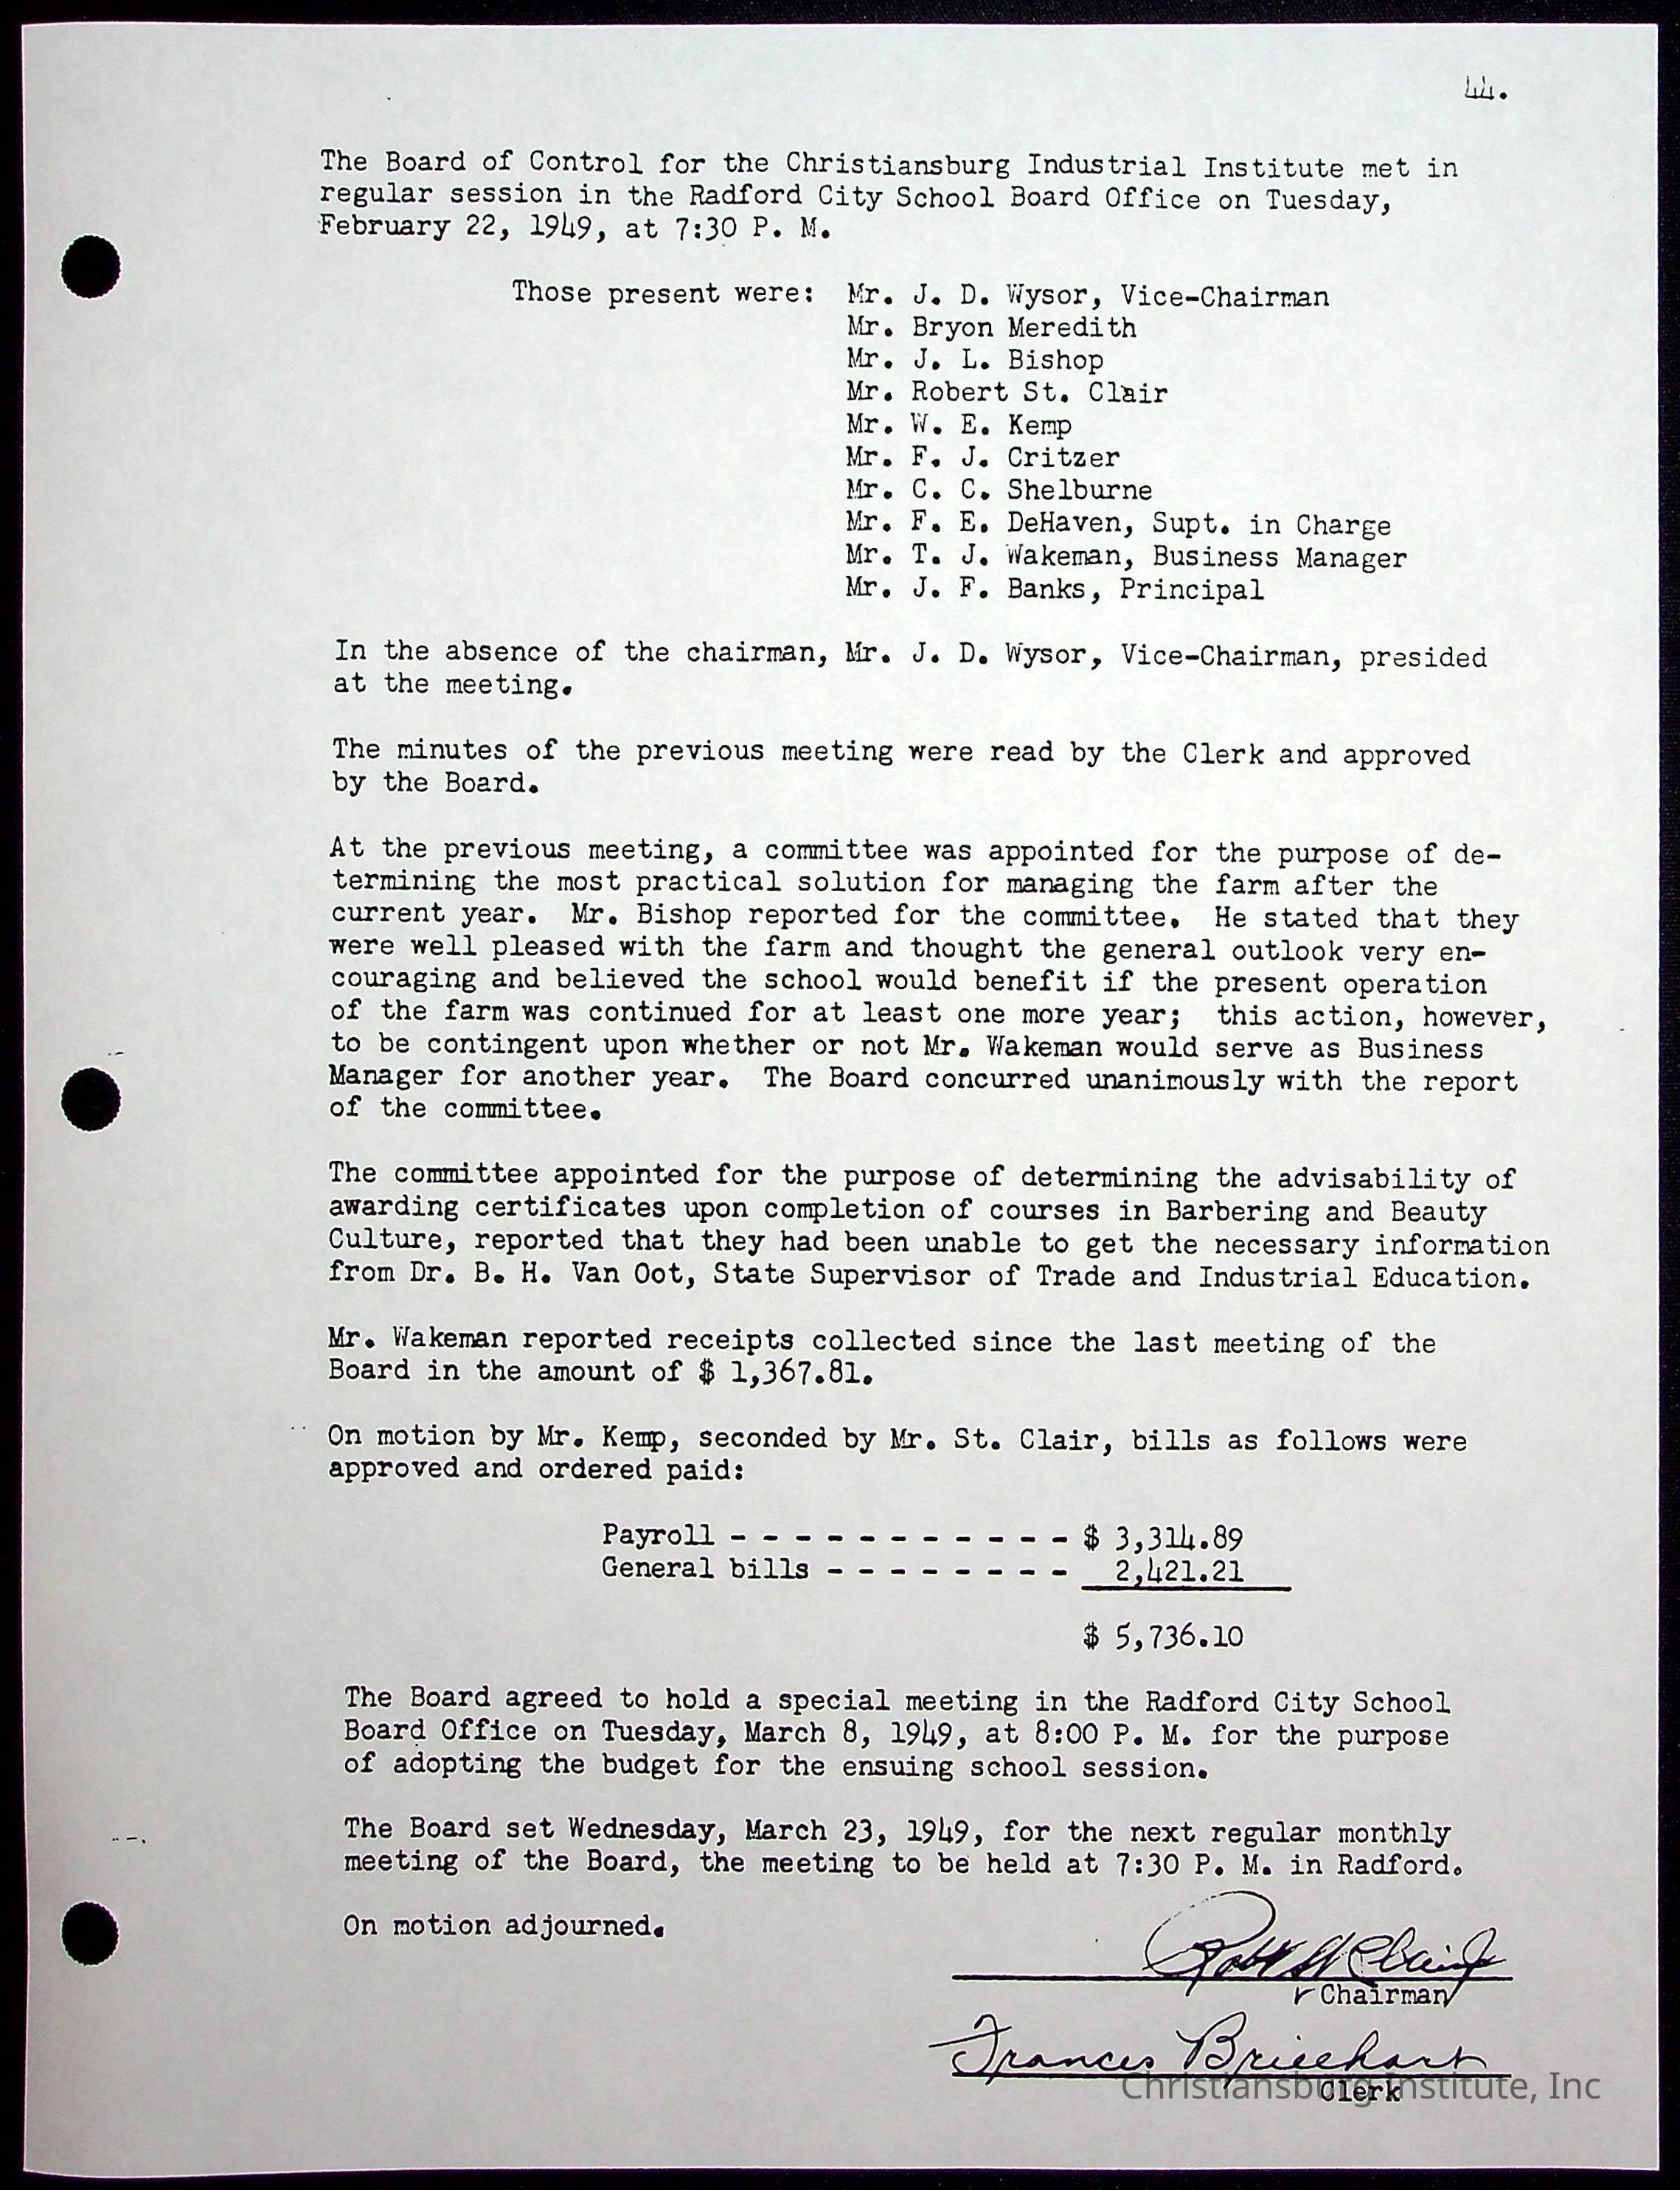 44.
The Board of Control for the Christiansburg Industrial Institute met in
regular session in the Radford City School Board Office on Tuesday,
February 22, 1949, at 7:30 P. M.
Those present were: Mr. J. D. Wysor, Vice-Chairman
Mr. Bryon Meredith
Mr. J. L. Bishop
Mr. Robert St. Clair
Mr. W. E. Kemp
Mr. F. J. Critzer
Mr. C. C. Shelburne
Mr. F. E. DeHaven, Supt. in Charge
Mr. T. J. Wakeman, Business Manager
Mr. J. F. Banks, Principal
In the absence of the chairman, Mr. J. D. Wysor, Vice-Chairman, presided
at the meeting.
The minutes of the previous meeting were read by the Clerk and approved
by the Board.
At the previous meeting, a committee was appointed for the purpose of de-
termining the most practical solution for managing the farm after the
current year. Mr. Bishop reported for the committee. He stated that they
were well pleased with the farm and thought the general outlook very en-
couraging and believed the school would benefit if the present operation
of the farm was continued for at least one more year; this action, however,
to be contingent upon whether or not Mr. Wakeman would serve as Business
Manager for another year. The Board concurred unanimously with the report
of the committee.
The committee appointed for the purpose of determining the advisability of
awarding certificates upon completion of courses in Barbering and Beauty
Culture, reported that they had been unable to get the necessary information
from Dr. B. H. Van Oot, State Supervisor of Trade and Industrial Education.
Mr. Wakeman reported receipts collected since the last meeting of the
Board in the amount of $ 1,367.81.
On motion by Mr. Kemp, seconded by Mr. St. Clair, bills as follows were
approved and ordered paid:
Payroll - - - - - - - - - - - $ 3,314.89
General bills - - - - - - - - 2,421.21
$ 5,736.10
The Board agreed to hold a special meeting in the Radford City School
Board Office on Tuesday, March 8, 1949, at 8:00 P. M. for the purpose
of adopting the budget for the ensuing school session.
The Board set Wednesday, March 23, 1949, for the next regular monthly
meeting of the Board, the meeting to be held at 7:30 P. M. in Radford.
On motion adjourned.
Robt St Clair
Chairman
Frances
Clerk
Christiansburg Institute, Inc